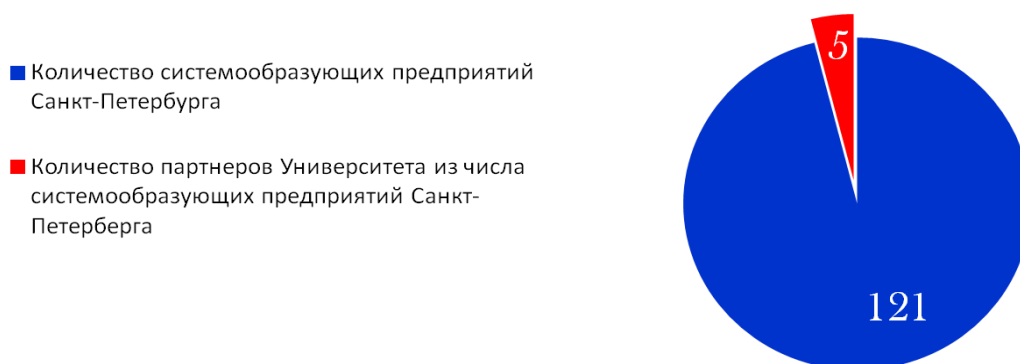 Количество системообразующих предприятий
Санкт-Петербурга
Количество партнеров Университета из числа
системообразующих предприятий Санкт-
Петерберга
5
121